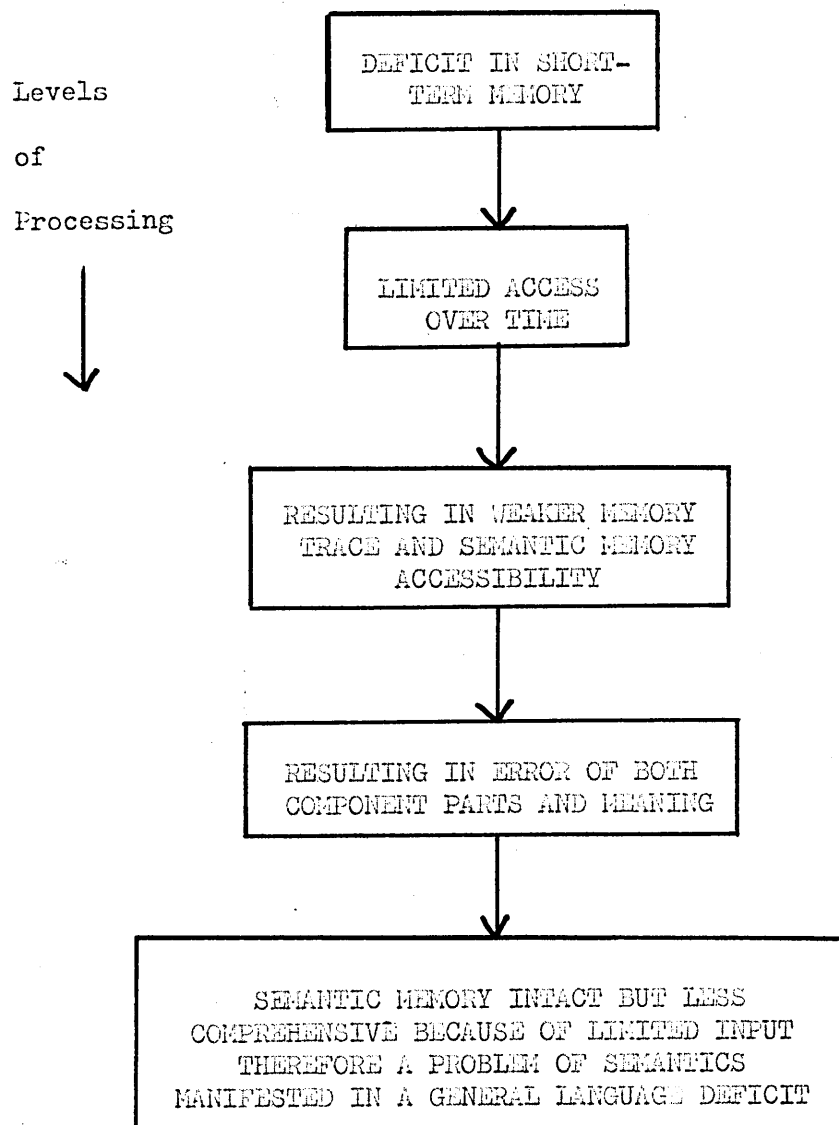 Levels
of
Processing
DEFICIT IN SHORT-
TERM MEMORY
LIMITED ACCESS
OVER TIME
RESULTING IN WEAKER MEMORY
TRACE AND SEMANTIC MEMORY
ACCESSIBILITY
RESULTING IN ERROR OF BOTH
COMPONENT PARTS AND MEANING
SEMANTIC MEMORY INTACT BUT LESS
COMPREHENSIVE BECAUSE OF LIMITED INPUT
THEREFORE A PROBLEM OF SEMANTICS
MANIFESTED IN A GENERAL LANGUAGE DEFICIT